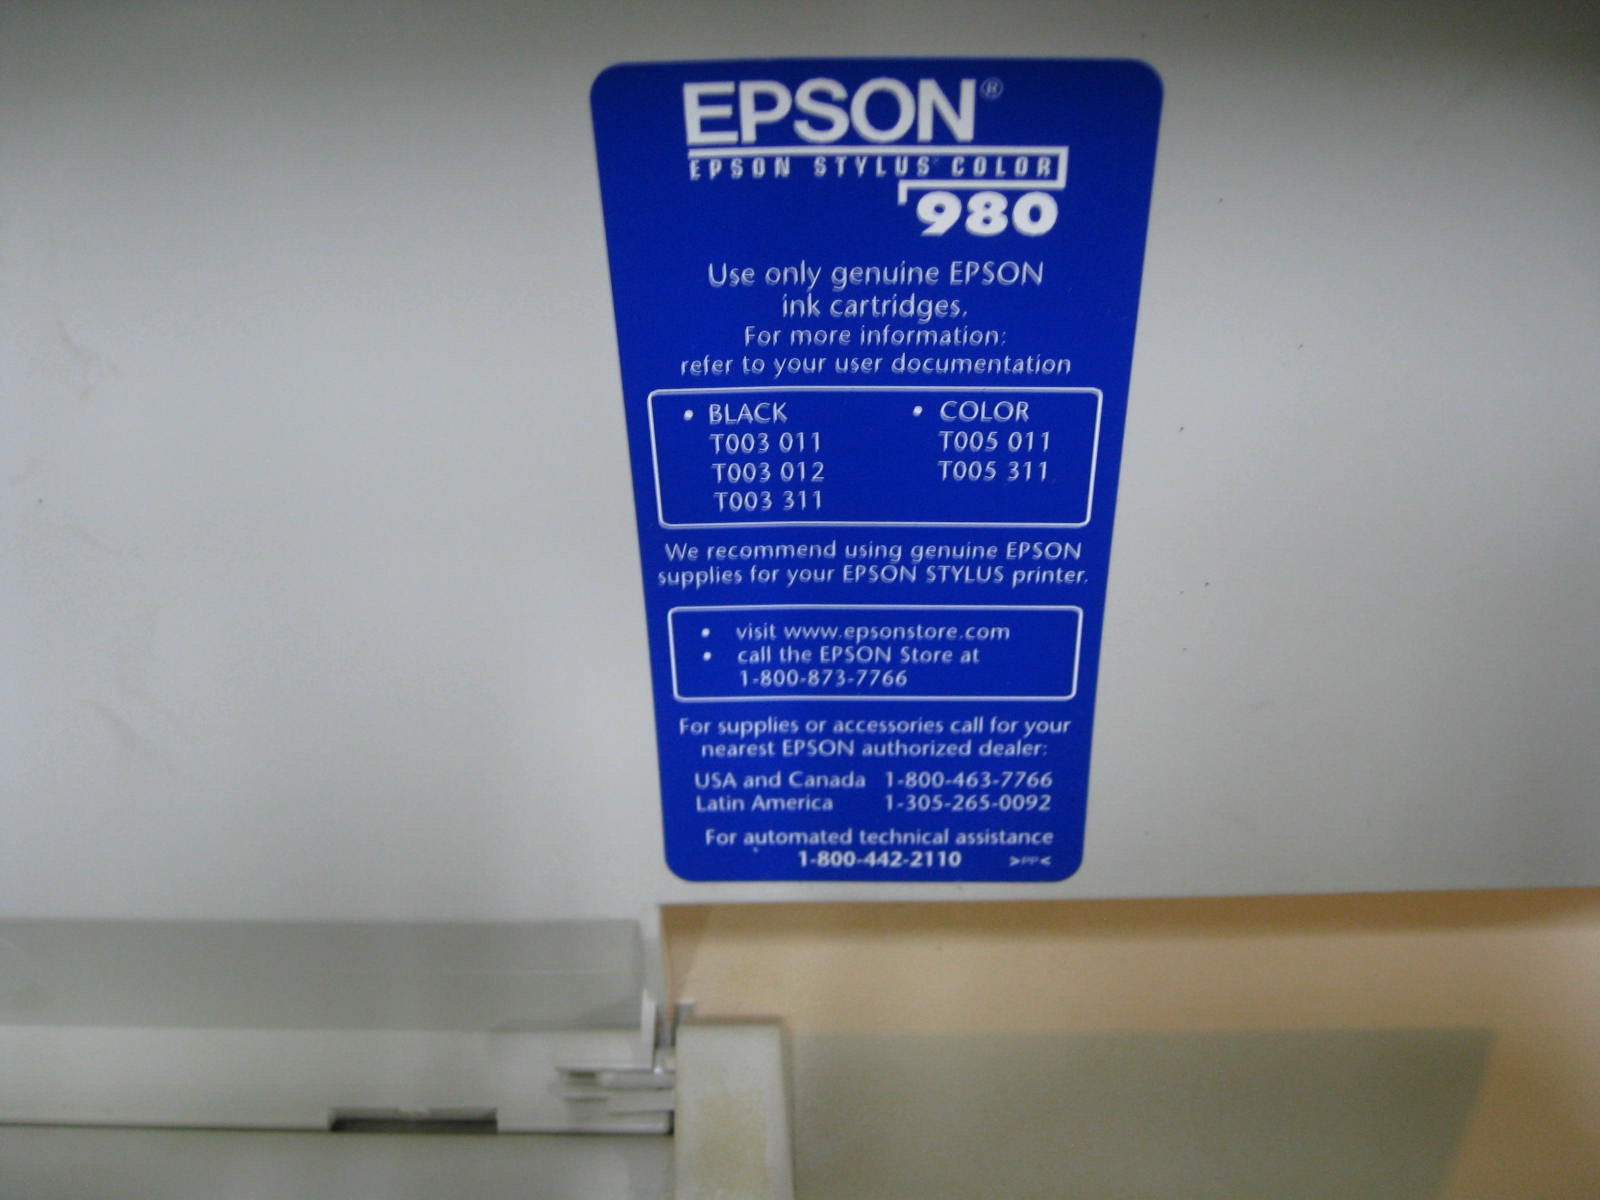 EPSON®
EPSON STYLUS COLOR
980
Use only genuine EPSON
ink cartridges.
For more information:
refer to your user documentation
• BLACK
T003 011
T003 012
T003 311
• COLOR
T005 011
T005 311
We recommend using genuine EPSON
supplies for your EPSON STYLUS printer.
• visit www.epsonstore.com
• call the EPSON Store at
1-800-873-7766
For supplies or accessories call for your
nearest EPSON authorized dealer:
USA and Canada 1-800-463-7766
Latin America 1-305-265-0092
For automated technical assistance
1-800-442-2110 >PP<